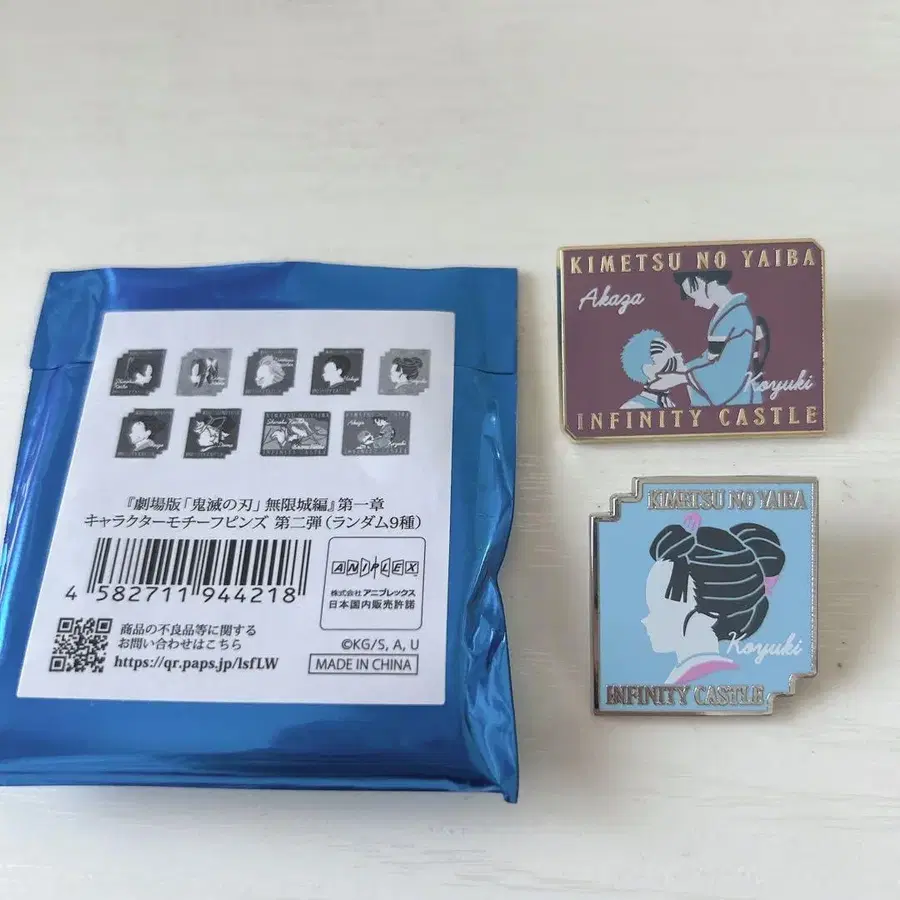 『劇場版「鬼滅の刃」無限城編』第一章
キャラクターモチーフピンズ 第二弾(ランダム9種)
4 582711 944218
ANIPLEX
株式会社 アニプレックス
日本国内販売許諾
商品の不良品等に関する
お問い合わせはこちら
https://qr.paps.jp/lsfLW
©KG/S, A, U
MADE IN CHINA
KIMETSU NO YAIBA
Akaza
Koyuki
INFINITY CASTLE
KIMETSU NO YAIBA
Koyuki
INFINITY CASTLE